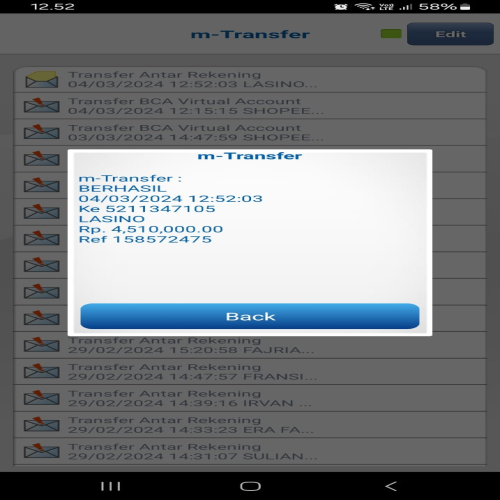 12.52
58%
m-Transfer
Edit
Transfer Antar Rekening
04/03/2024 12:52:03 LASINO...
Transfer BCA Virtual Account
04/03/2024 12:15:15 SHOPEE...
Transfer BCA Virtual Account
03/03/2024 14:47:59 SHOPEE...
m-Transfer
m-Transfer :
BERHASIL
04/03/2024 12:52:03
Ke 5211347105
LASINO
Rp. 4,510,000.00
Ref 158572475
Back
Transfer Antar Rekening
29/02/2024 15:20:58 FAJRIA...
Transfer Antar Rekening
29/02/2024 14:47:57 FRANSI...
Transfer Antar Rekening
29/02/2024 14:39:16 IRVAN ...
Transfer Antar Rekening
29/02/2024 14:33:23 ERA FA...
Transfer Antar Rekening
29/02/2024 14:31:07 SULIAN...